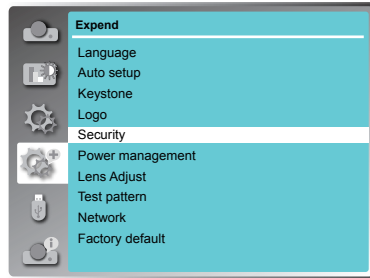 Expend
Language
Auto setup
Keystone
Logo
Security
Power management
Lens Adjust
Test pattern
Network
Factory default